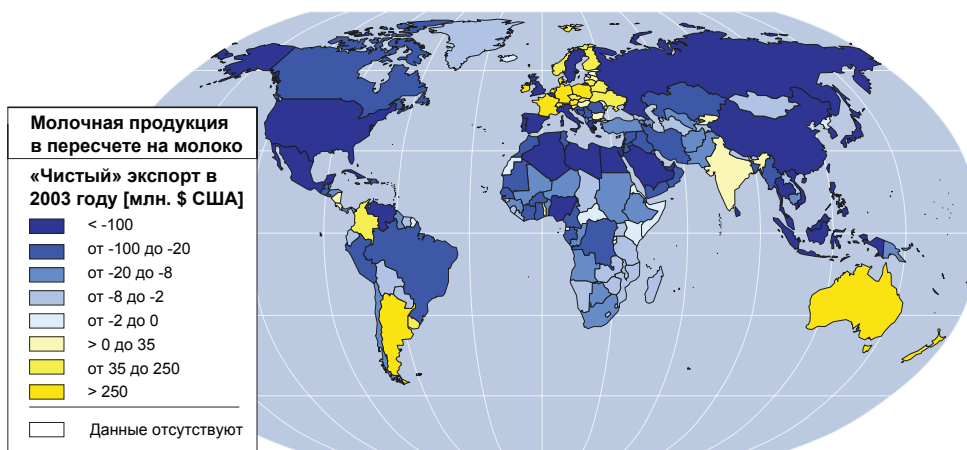 Молочная продукция
в пересчете на молоко
«Чистый» экспорт в
2003 году [млн. $ США]
< -100
от -100 до -20
от -20 до -8
от -8 до -2
от -2 до 0
> 0 до 35
от 35 до 250
> 250
Данные отсутствуют